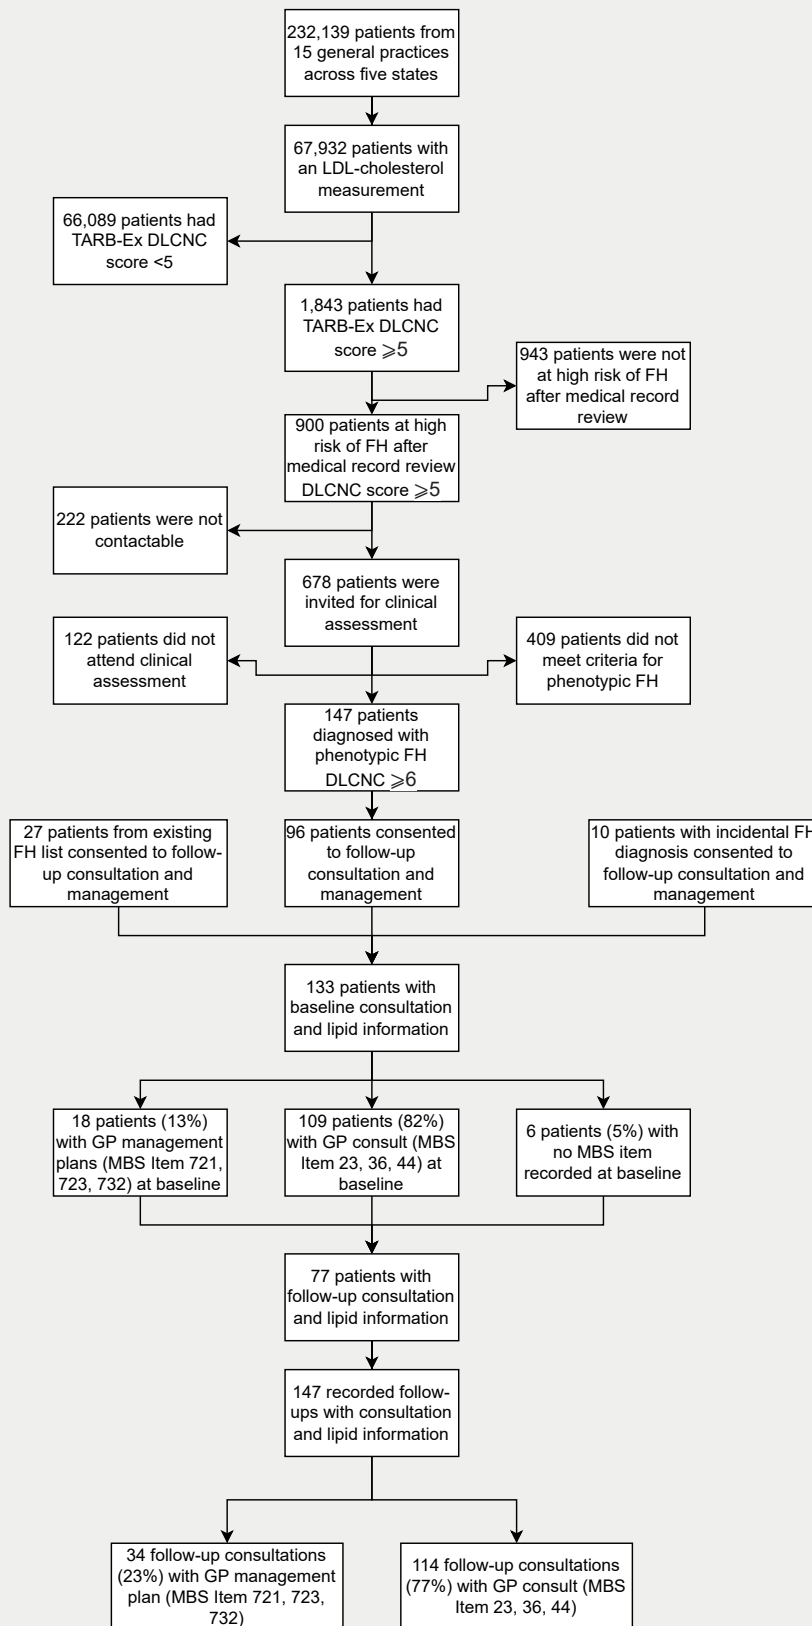 232,139 patients from
15 general practices
across five states
67,932 patients with
an LDL-cholesterol
measurement
66,089 patients had
TARB-Ex DLCNC
score <5
1,843 patients had
TARB-Ex DLCNC
score ⩾5
943 patients were not
at high risk of FH
after medical record
review
900 patients at high
risk of FH after
medical record review
DLCNC score ⩾5
222 patients were not
contactable
678 patients were
invited for clinical
assessment
122 patients did not
attend clinical
assessment
409 patients did not
meet criteria for
phenotypic FH
147 patients
diagnosed with
phenotypic FH
DLCNC ⩾6
27 patients from existing
FH list consented to follow-
up consultation and
management
96 patients consented
to follow-up
consultation and
management
10 patients with incidental FH
diagnosis consented to
follow-up consultation and
management
133 patients with
baseline consultation
and lipid information
18 patients (13%)
with GP management
plans (MBS Item 721,
723, 732) at baseline
109 patients (82%)
with GP consult (MBS
Item 23, 36, 44) at
baseline
6 patients (5%) with
no MBS item
recorded at baseline
77 patients with
follow-up consultation
and lipid information
147 recorded follow-
ups with consultation
and lipid information
34 follow-up consultations
(23%) with GP management
plan (MBS Item 721, 723,
732)
114 follow-up consultations
(77%) with GP consult (MBS
Item 23, 36, 44)